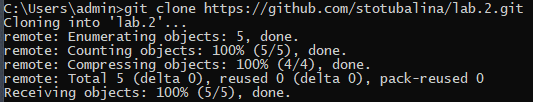 C:\Users\admin>git clone https://github.com/stotubalina/lab.2.git
Cloning into 'lab.2'...
remote: Enumerating objects: 5, done.
remote: Counting objects: 100% (5/5), done.
remote: Compressing objects: 100% (4/4), done.
remote: Total 5 (delta 0), reused 0 (delta 0), pack-reused 0
Receiving objects: 100% (5/5), done.